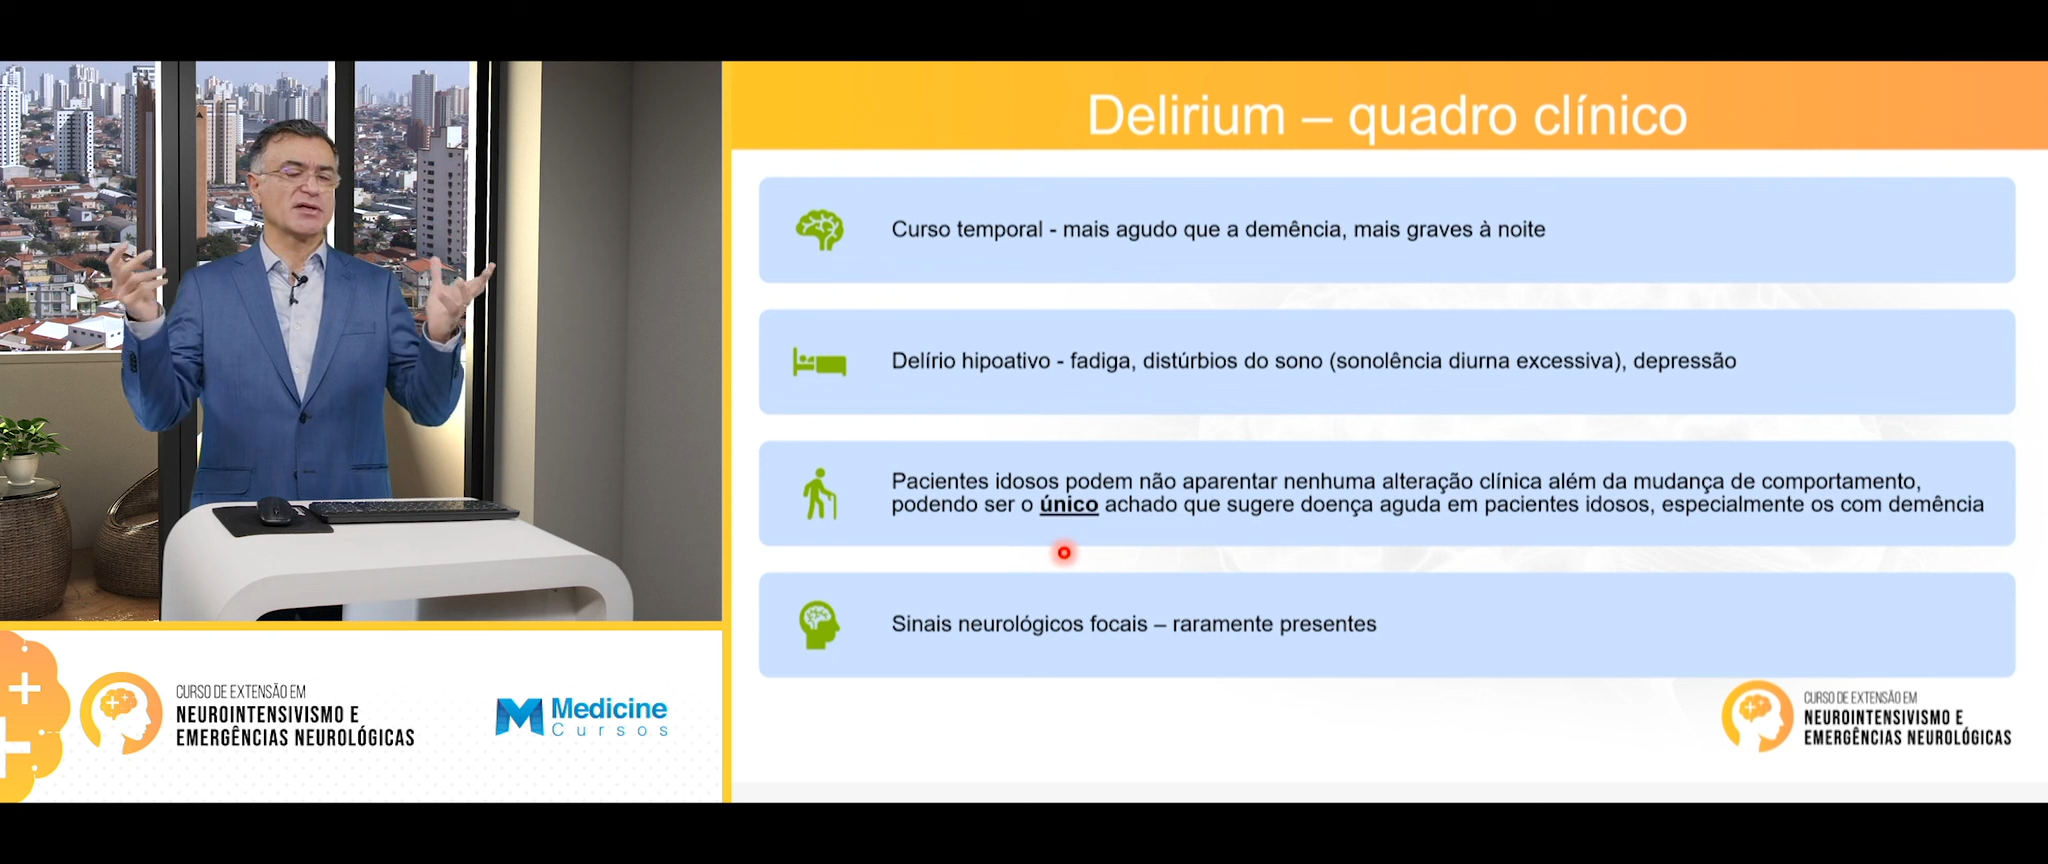 Delirium – quadro clínico
Curso temporal - mais agudo que a demência, mais graves à noite
Delírio hipoativo - fadiga, distúrbios do sono (sonolência diurna excessiva), depressão
Pacientes idosos podem não aparentar nenhuma alteração clínica além da mudança de comportamento,
podendo ser o único achado que sugere doença aguda em pacientes idosos, especialmente os com demência
Sinais neurológicos focais – raramente presentes
CURSO DE EXTENSÃO EM
NEUROINTENSIVISMO E
EMERGÊNCIAS NEUROLÓGICAS
Medicine
Cursos
CURSO DE EXTENSÃO EM
NEUROINTENSIVISMO E
EMERGÊNCIAS NEUROLÓGICAS